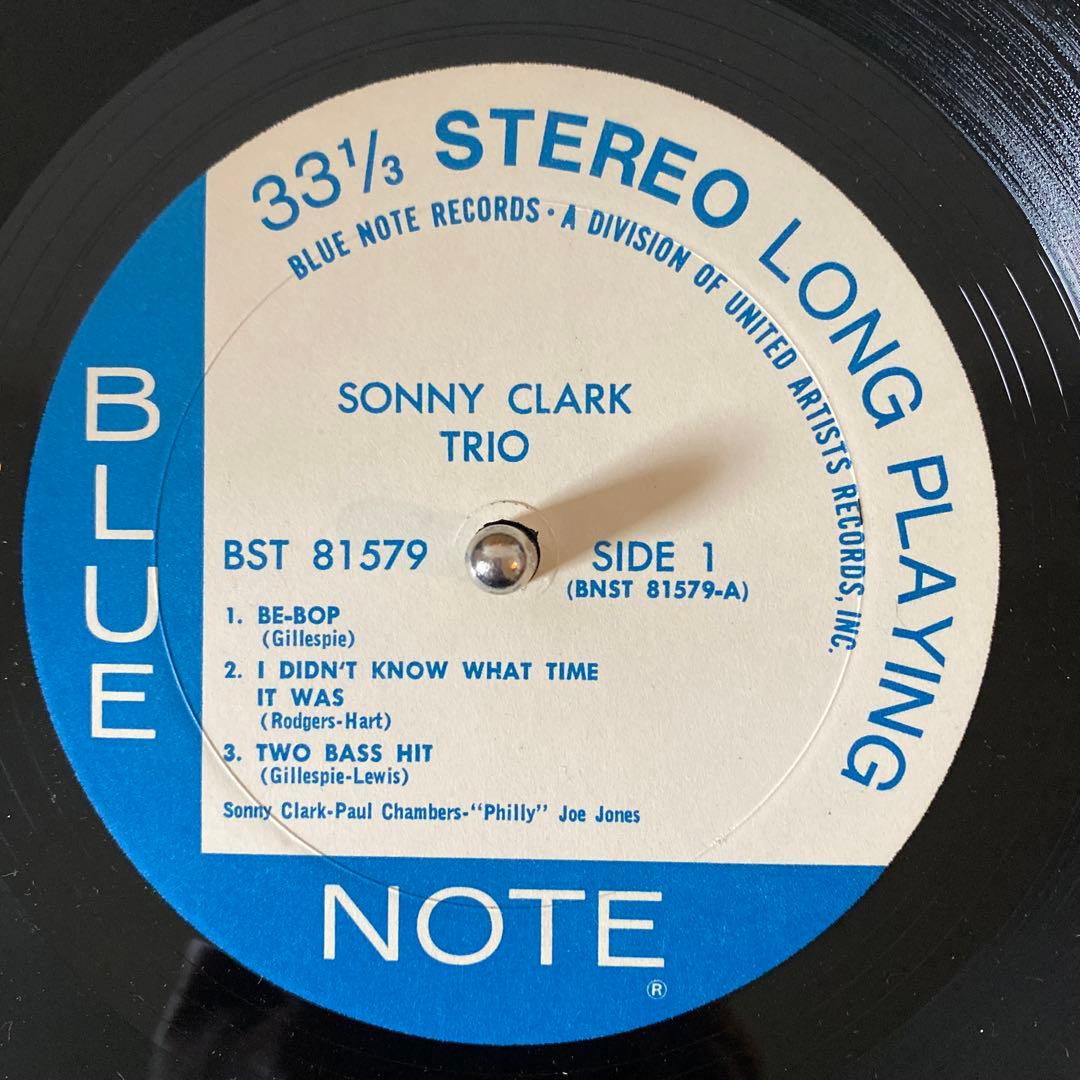 33⅓ STEREO LONG PLAYING
BLUE NOTE RECORDS · A DIVISION OF UNITED ARTISTS RECORDS, INC.
SONNY CLARK
TRIO
BST 81579
SIDE 1
(BNST 81579-A)
1. BE-BOP
(Gillespie)
2. I DIDN'T KNOW WHAT TIME
IT WAS
(Rodgers-Hart)
3. TWO BASS HIT
(Gillespie-Lewis)
Sonny Clark-Paul Chambers-"Philly" Joe Jones
BLUE
NOTE
®